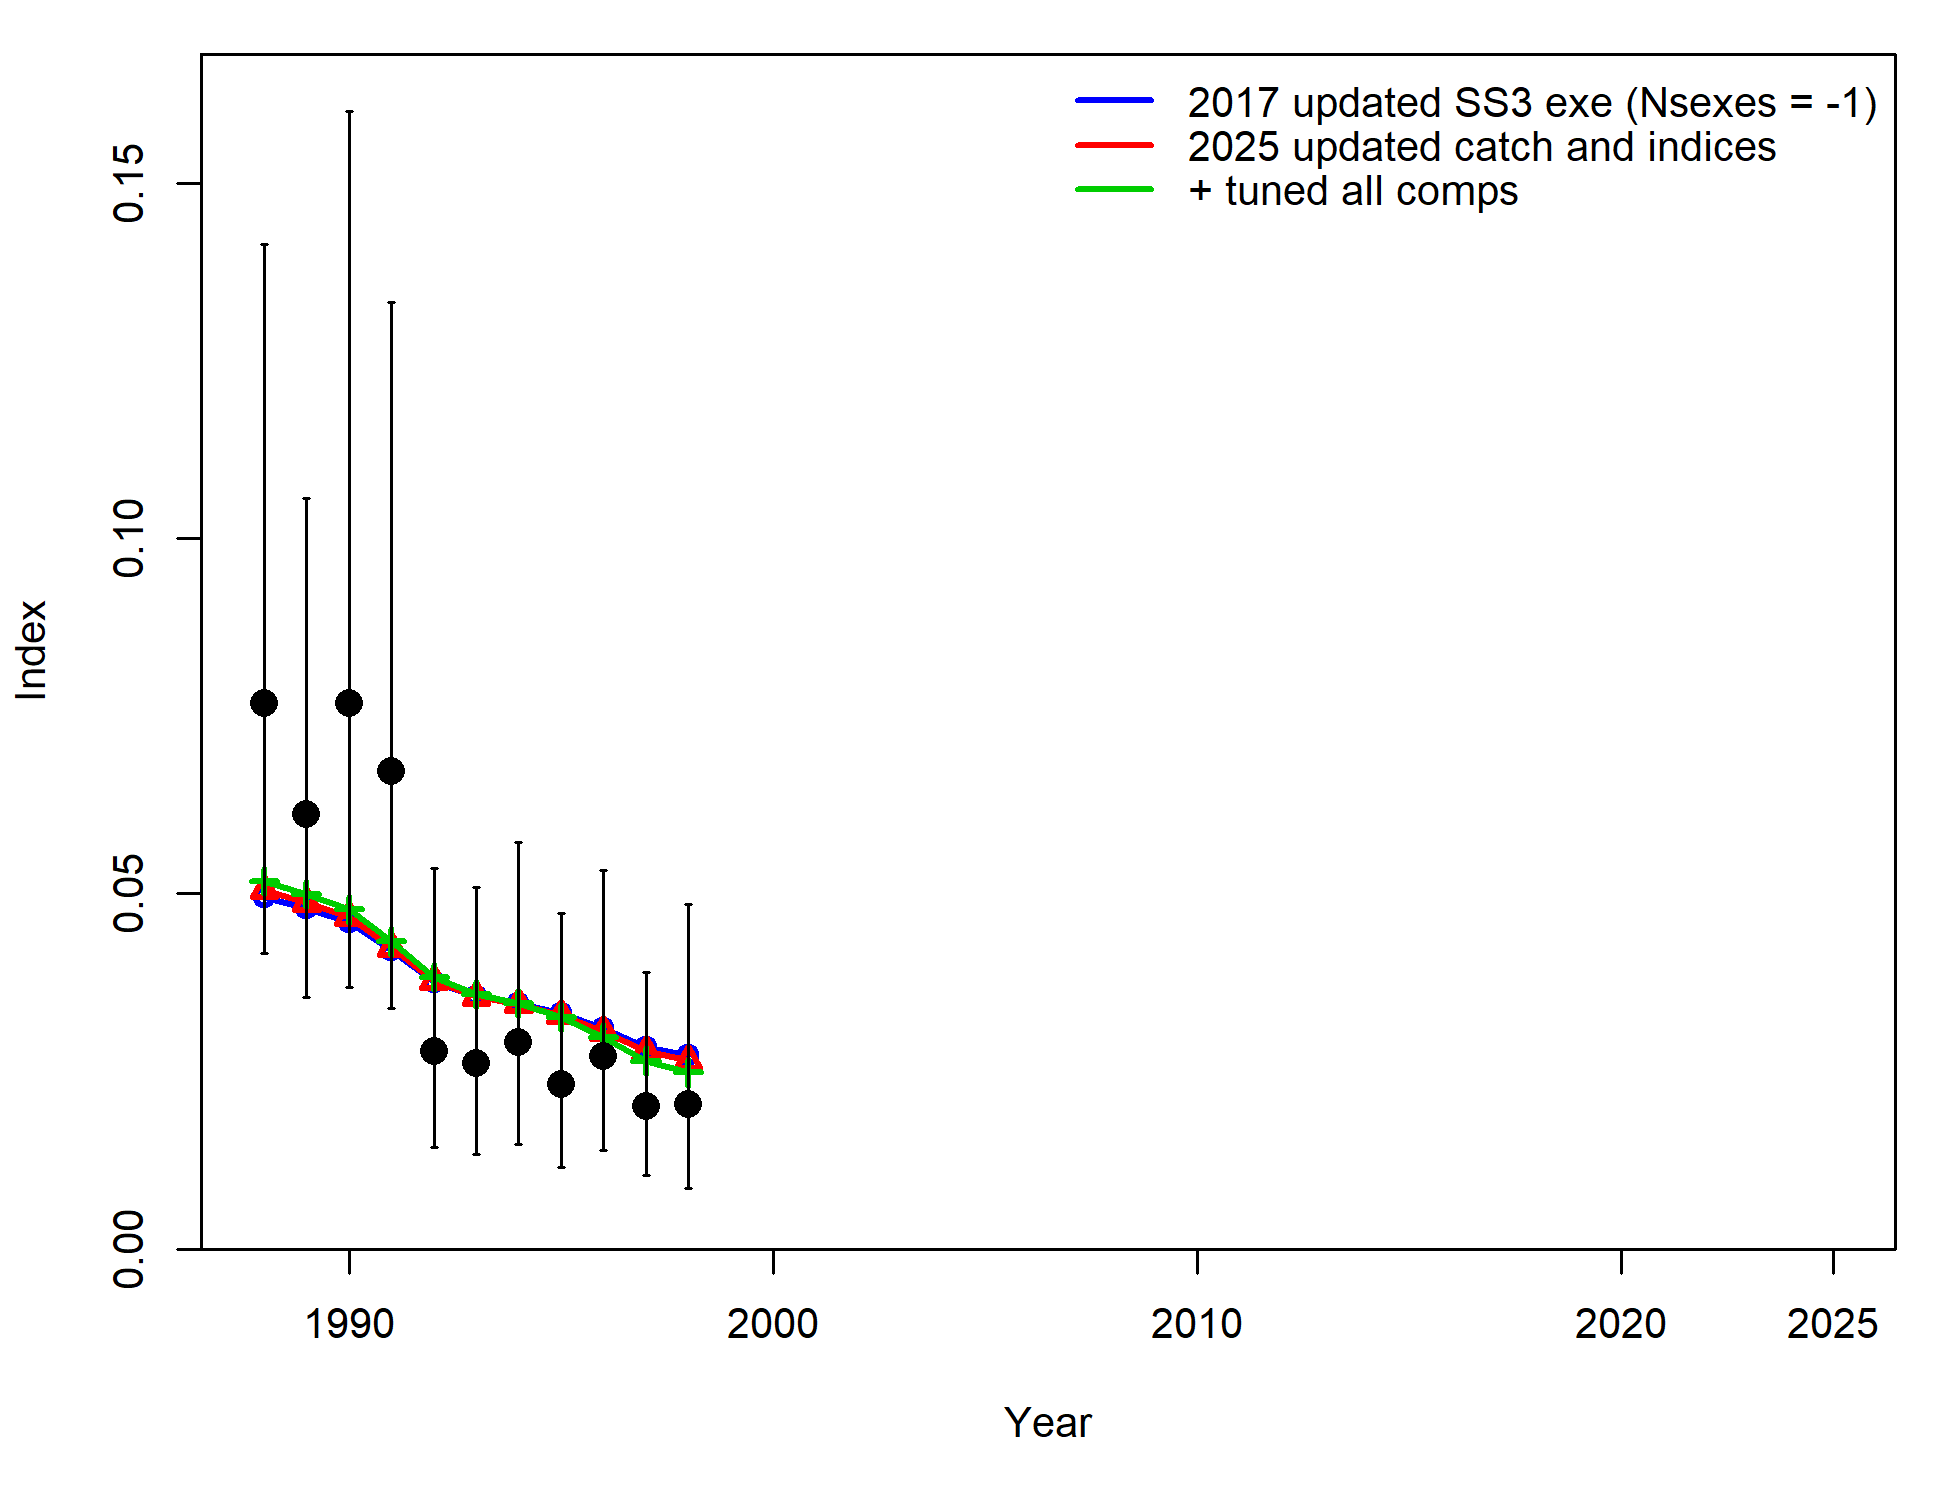 2017 updated SS3 exe (Nsexes = -1)
2025 updated catch and indices
+ tuned all comps
0.15
0.10
0.05
0.00
Index
1990 2000 2010 2020 2025
Year